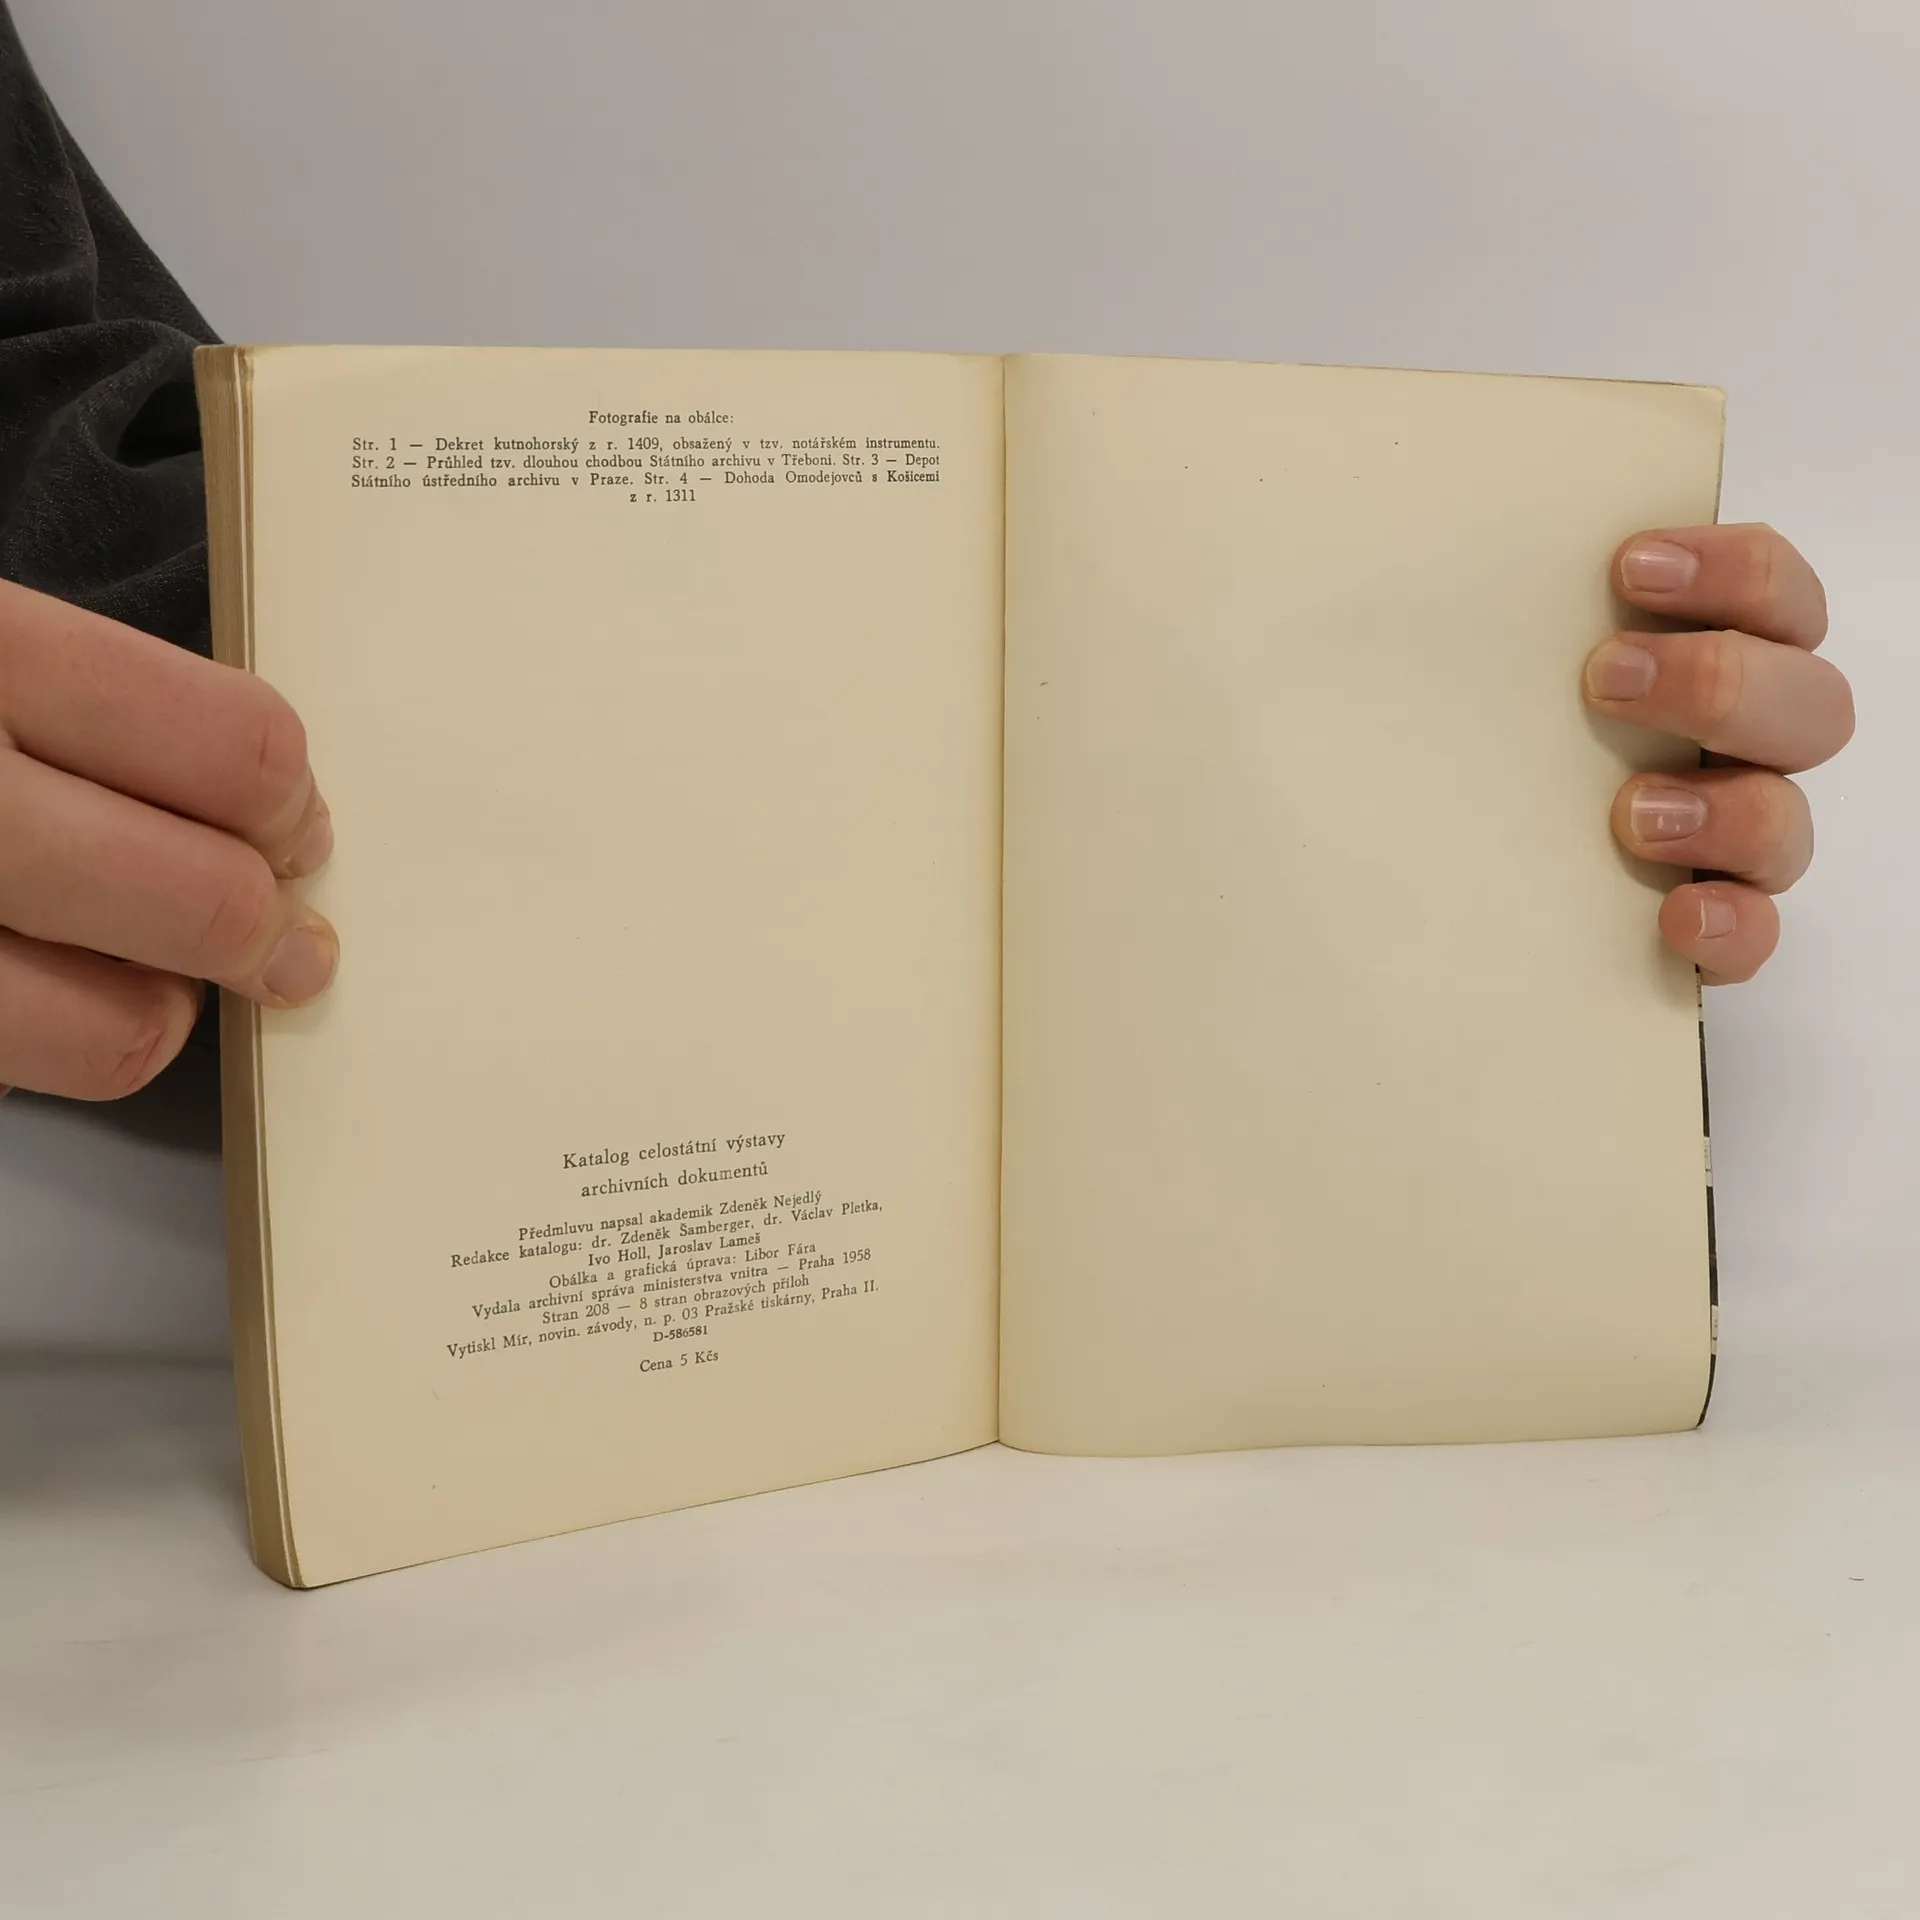 Fotografie na obálce:
Str. 1 — Dekret kutnohorský z r. 1409, obsažený v tzv. notářském instrumentu.
Str. 2 — Průhled tzv. dlouhou chodbou Státního archivu v Třeboni. Str. 3 — Depot
Státního ústředního archivu v Praze. Str. 4 — Dohoda Omodejovců s Košicemi
z r. 1311
Katalog celostátní výstavy
archivních dokumentů
Předmluvu napsal akademik Zdeněk Nejedlý
Redakce katalogu: dr. Zdeněk Šamberger, dr. Václav Pletka,
Ivo Holl, Jaroslav Lameš
Obálka a grafická úprava: Libor Fára
Vydala archivní správa ministerstva vnitra — Praha 1958
Stran 208 — 8 stran obrazových příloh
Vytiskl Mír, novin. závody, n. p. 03 Pražské tiskárny, Praha II.
D-586581
Cena 5 Kčs